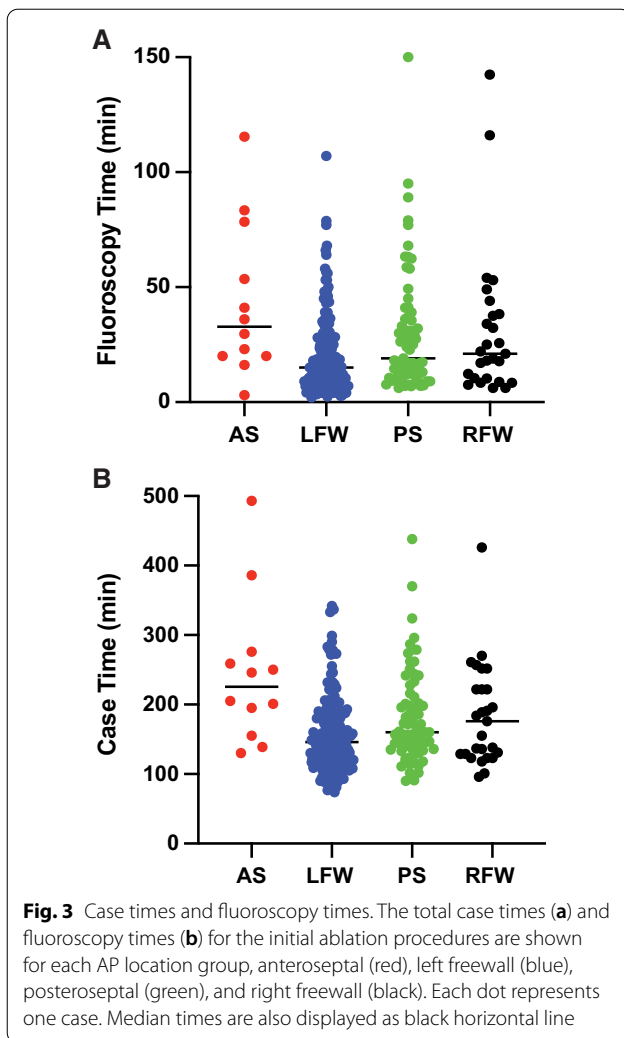 A
150
100
50
0
Fluoroscopy Time (min)
AS LFW PS RFW
B
500
400
300
200
100
0
Case Time (min)
AS LFW PS RFW
Fig. 3 Case times and fluoroscopy times. The total case times (a) and
fluoroscopy times (b) for the initial ablation procedures are shown
for each AP location group, anteroseptal (red), left freewall (blue),
posteroseptal (green), and right freewall (black). Each dot represents
one case. Median times are also displayed as black horizontal line